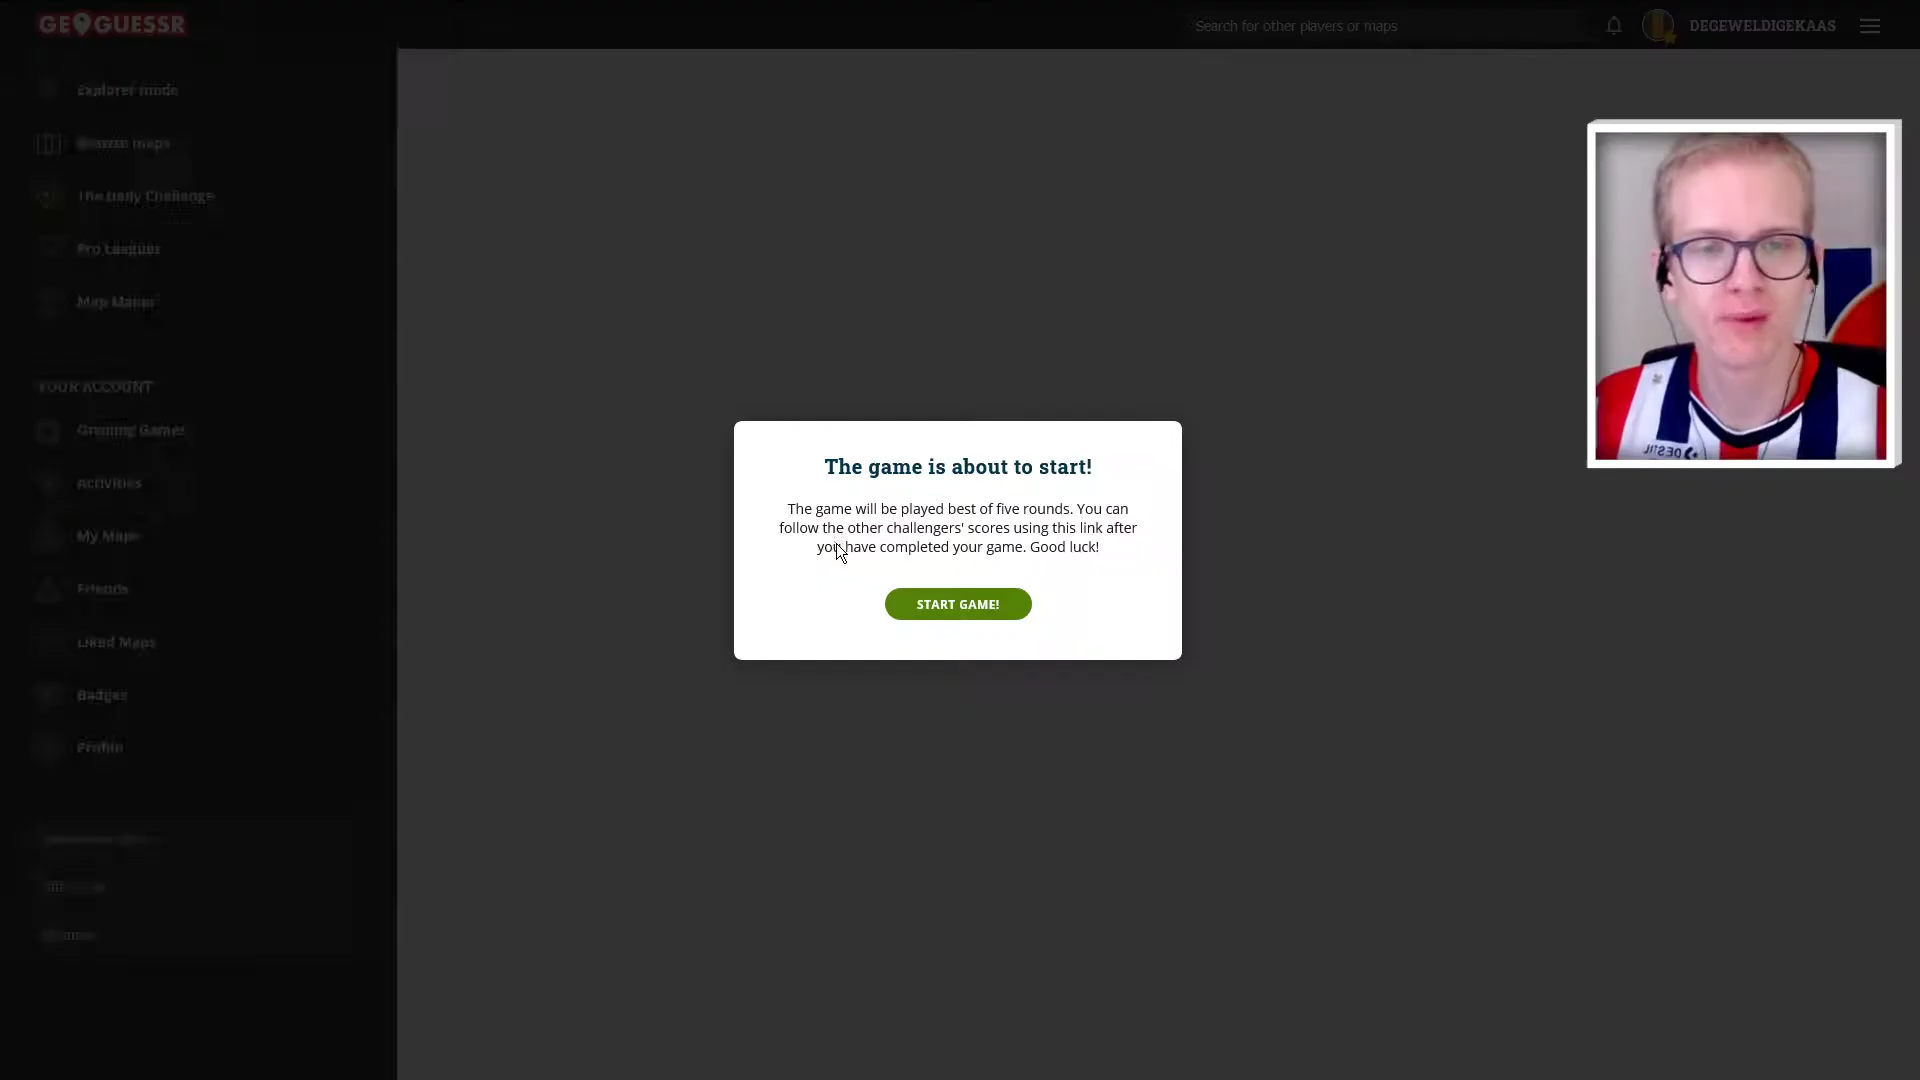 GEOGUESSR
Search for other players or maps
DEGEWELDIGEKAAS
Explorer mode
Browse maps
The Daily Challenge
Pro Leagues
Map Maker
YOUR ACCOUNT
Ongoing Games
Activities
My Maps
Friends
Liked Maps
Badges
Profile
The game is about to start!
The game will be played best of five rounds. You can
follow the other challengers' scores using this link after
you have completed your game. Good luck!
START GAME!
DESTIL